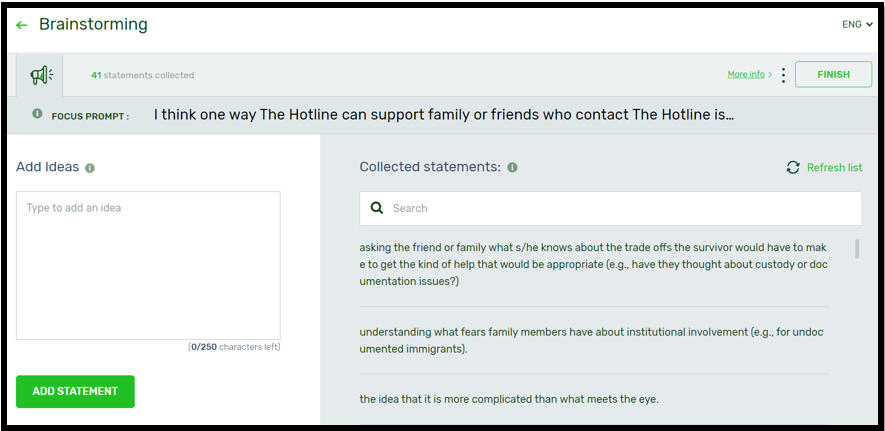 ← Brainstorming
ENG
41 statements collected
More info >
FINISH
FOCUS PROMPT : I think one way The Hotline can support family or friends who contact The Hotline is...
Add Ideas
Type to add an idea
(0/250 characters left)
ADD STATEMENT
Collected statements:
Refresh list
Search
asking the friend or family what s/he knows about the trade offs the survivor would have to mak
e to get the kind of help that would be appropriate (e.g., have they thought about custody or doc
umentation issues?)
understanding what fears family members have about institutional involvement (e.g., for undoc
umented immigrants).
the idea that it is more complicated than what meets the eye.